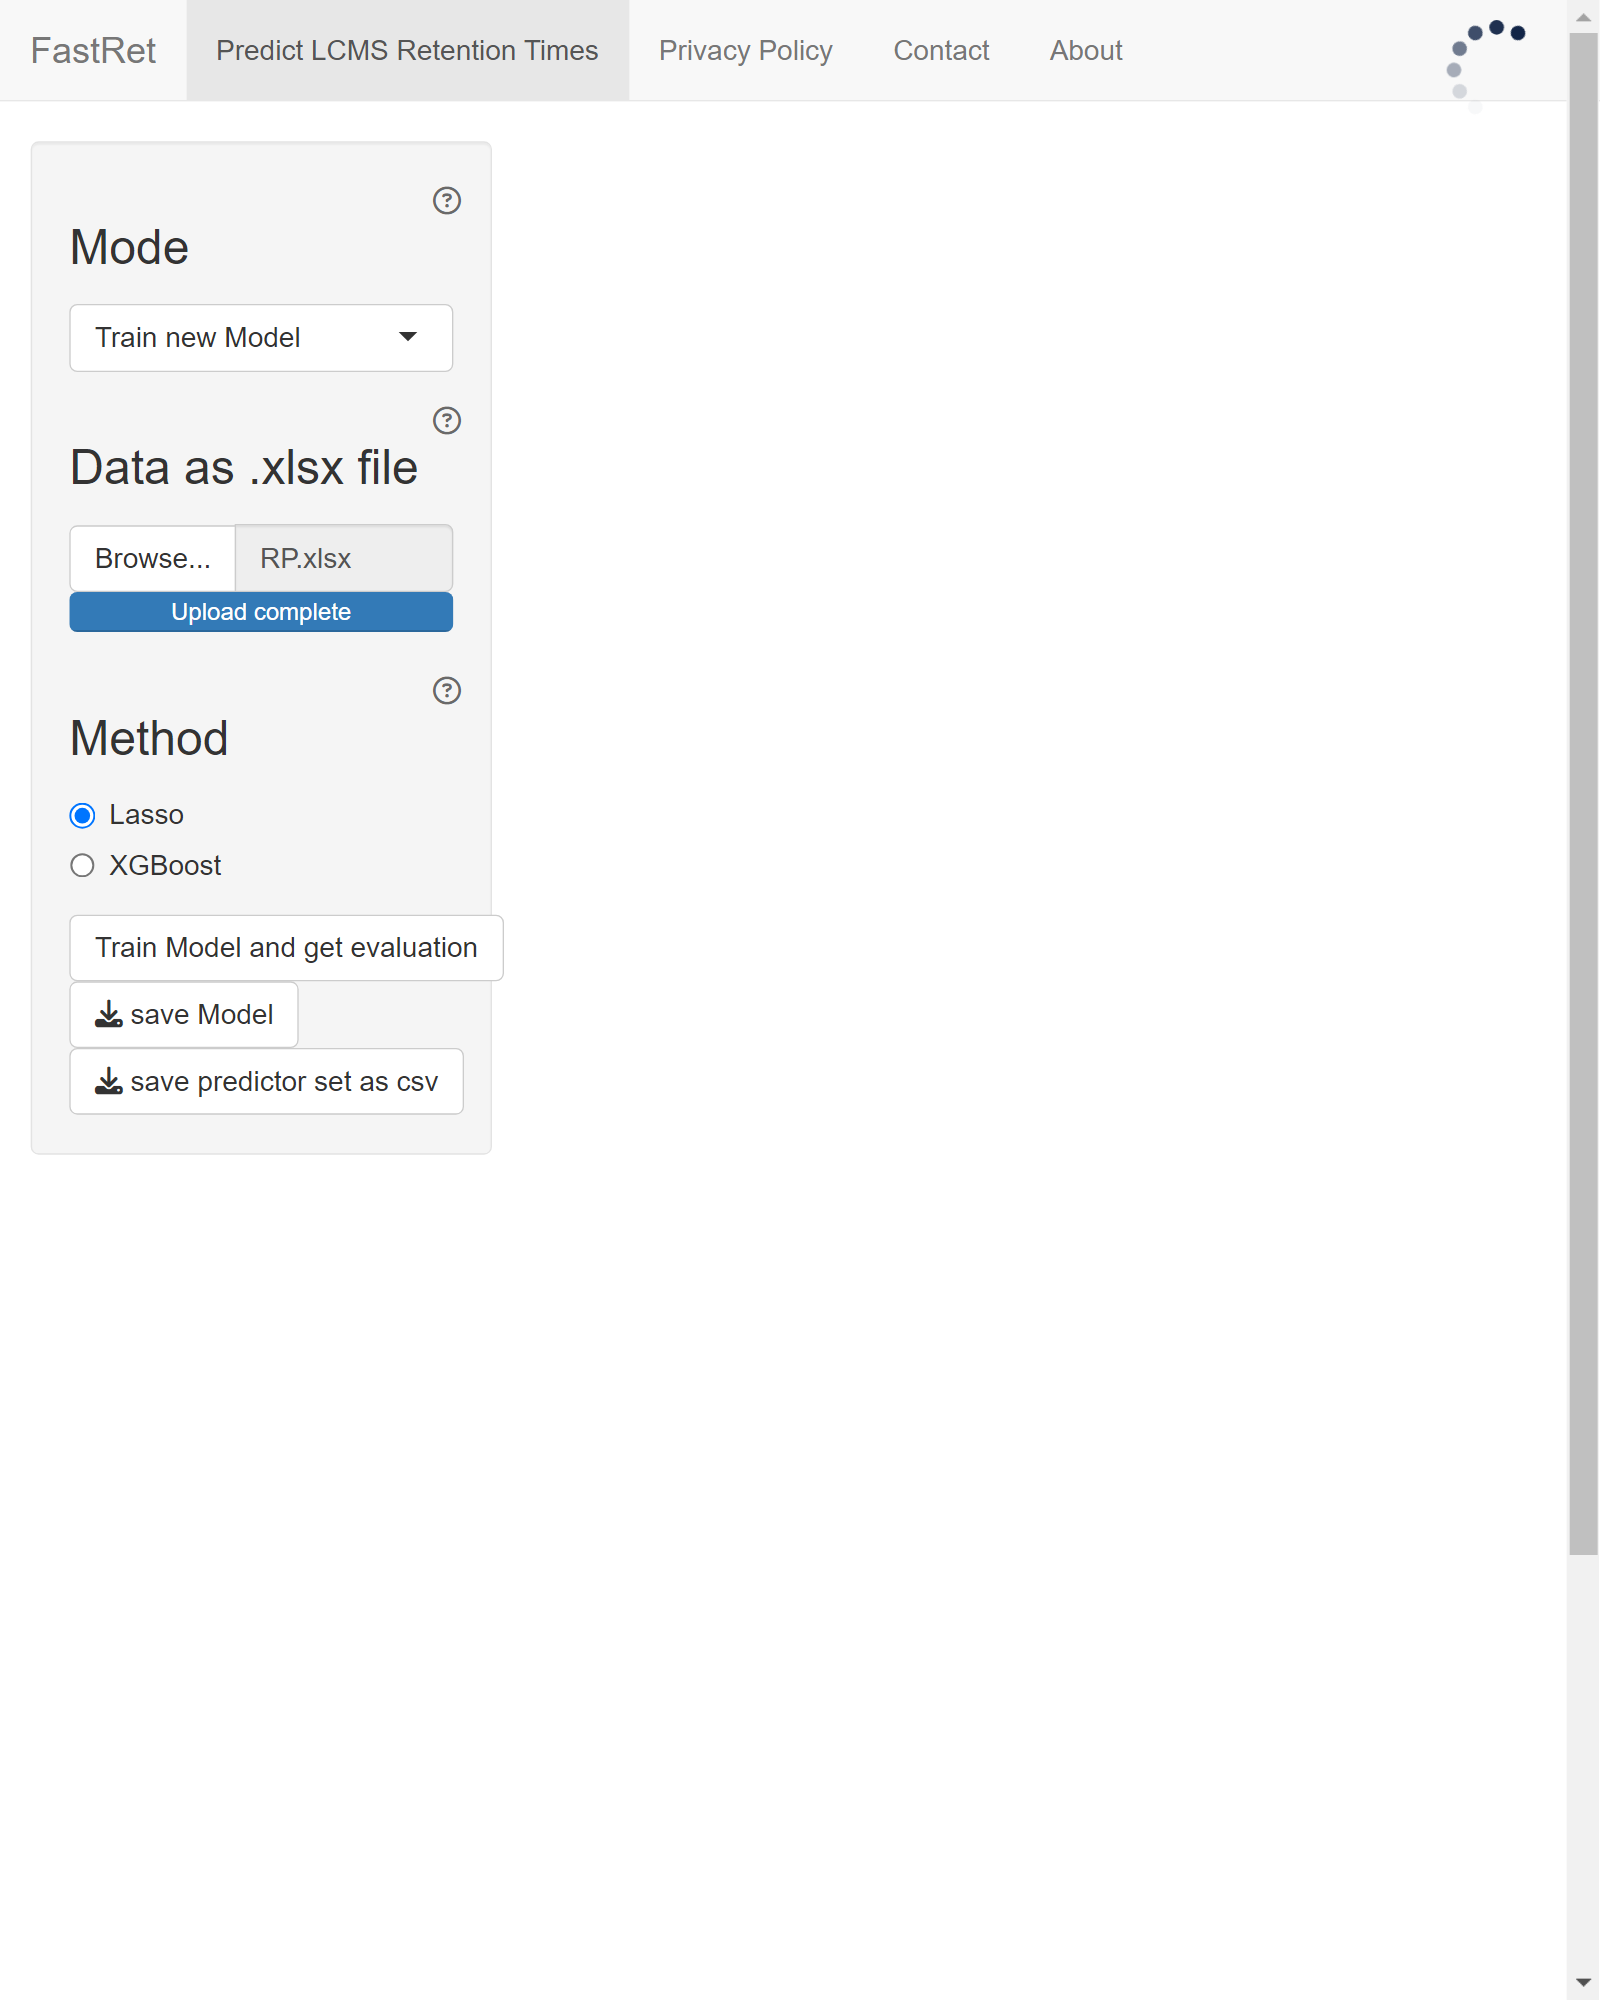 FastRet
Predict LCMS Retention Times
Privacy Policy
Contact
About
?
Mode
Train new Model
?
Data as .xlsx file
Browse...
RP.xlsx
Upload complete
?
Method
Lasso
XGBoost
Train Model and get evaluation
save Model
save predictor set as csv